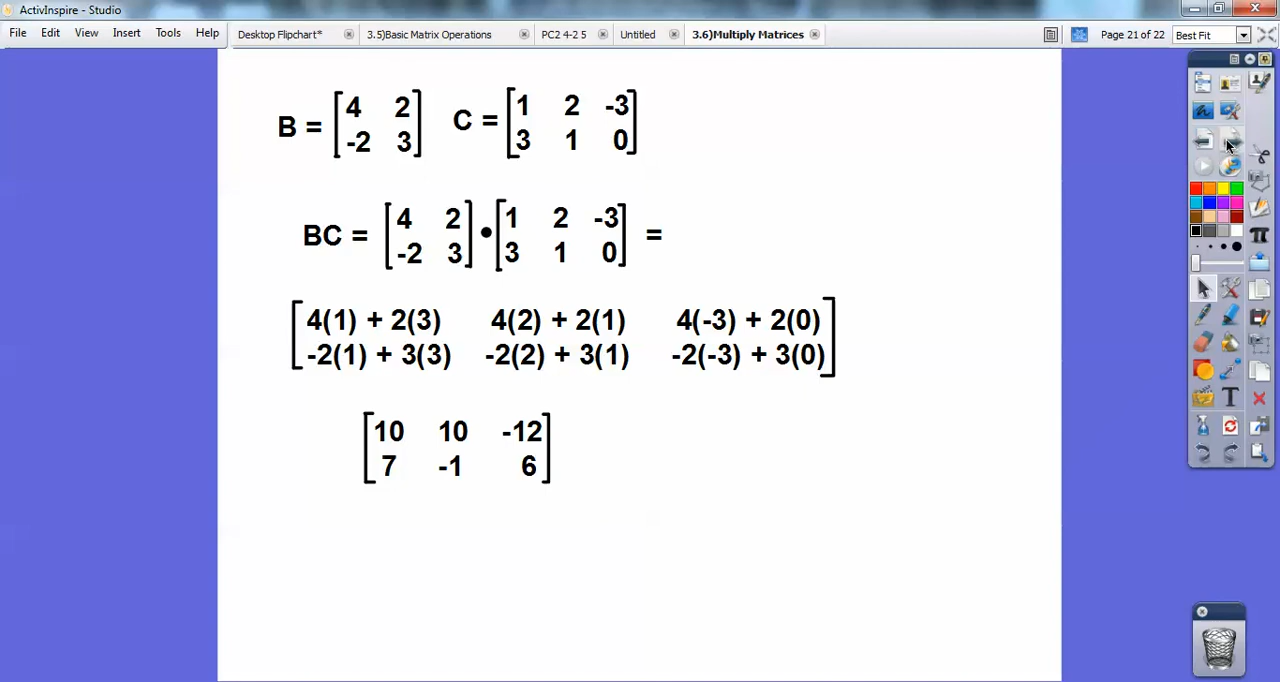 ActivInspire - Studio
File Edit View Insert Tools Help Desktop Flipchart* 3.5)Basic Matrix Operations PC2 4-2 5 Untitled 3.6)Multiply Matrices Page 21 of 22 Best Fit
B = [4 2 C = [1 2 -3]
-2 3] 3 1 0]
BC = [4 2] • [1 2 -3] =
-2 3 3 1 0
4(1) + 2(3) 4(2) + 2(1) 4(-3) + 2(0)
-2(1) + 3(3) -2(2) + 3(1) -2(-3) + 3(0)
10 10 -12
7 -1 6